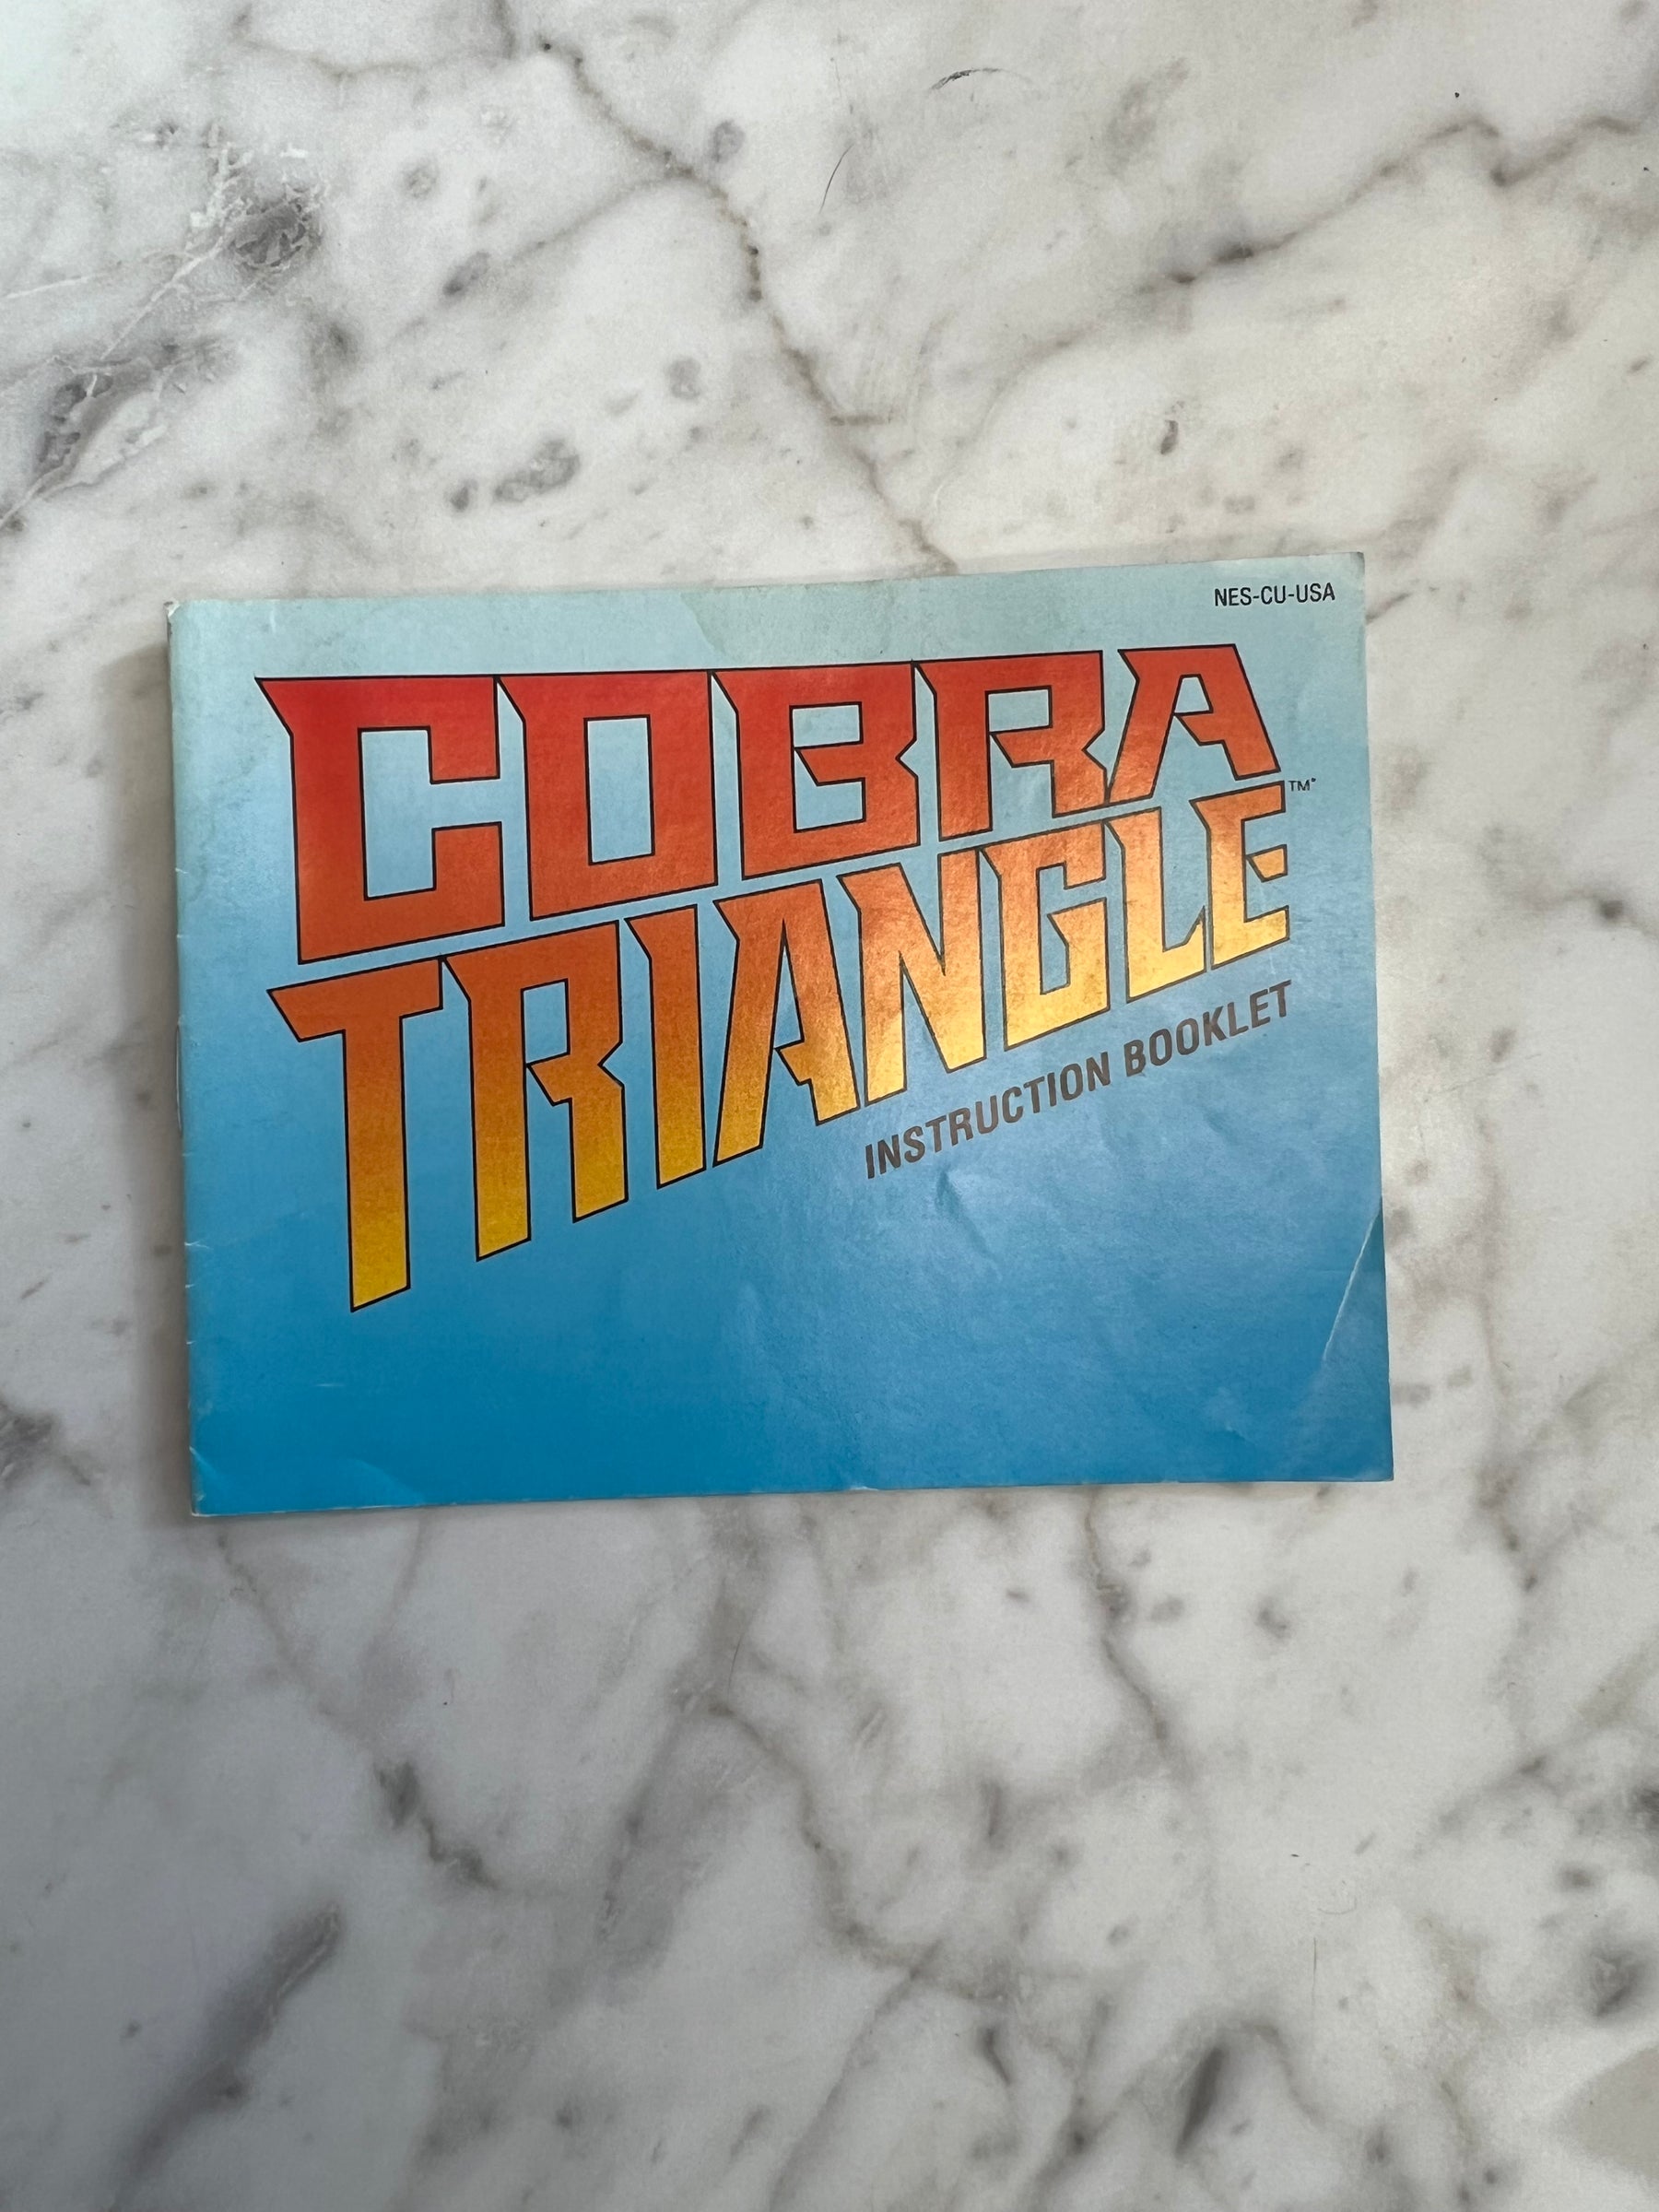 NES-CU-USA
COBRA
TRIANGLE™*
INSTRUCTION BOOKLET